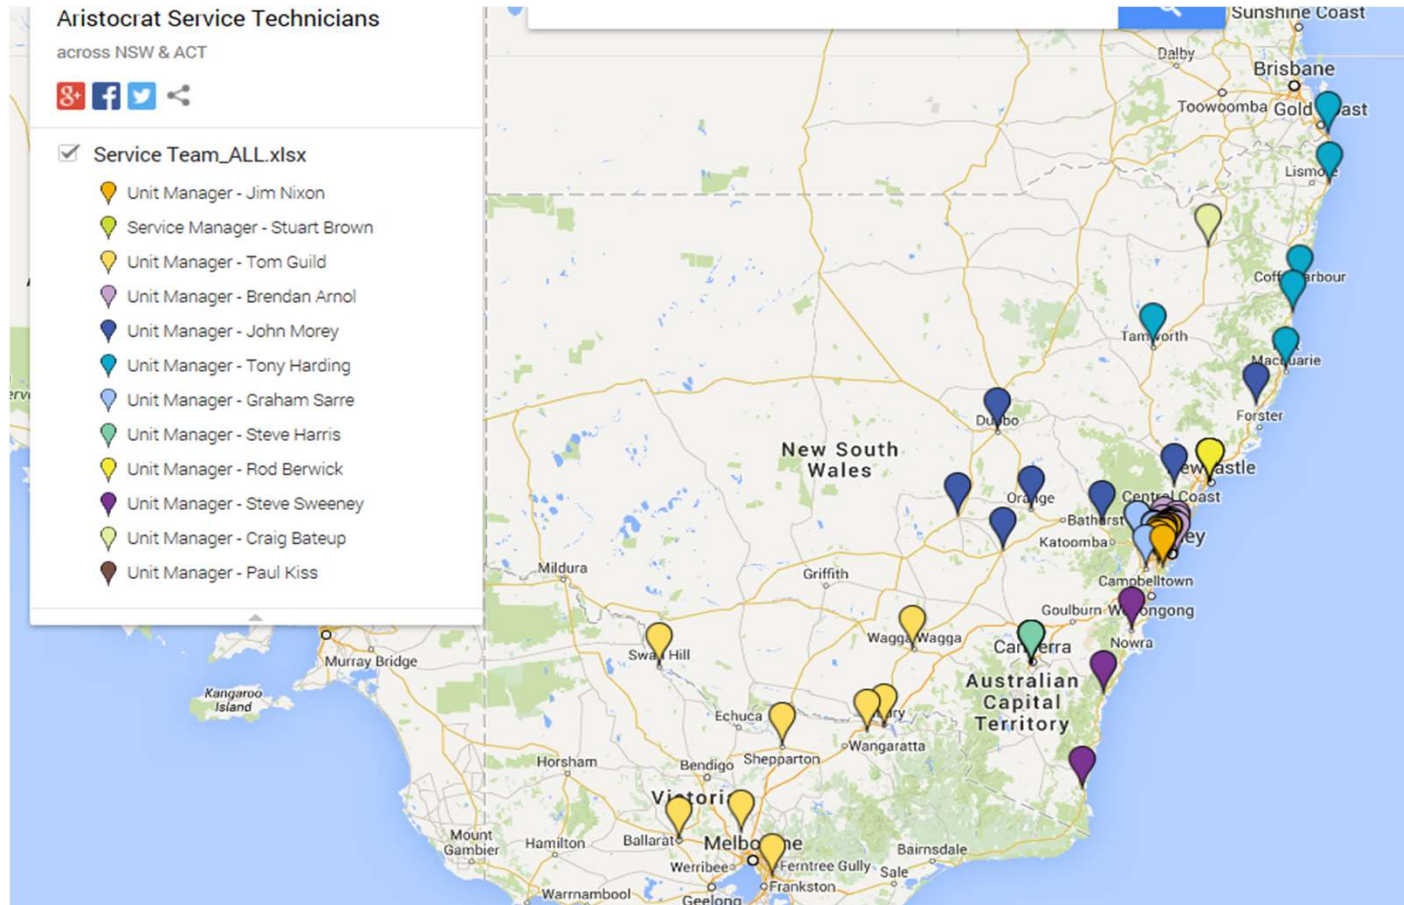 Aristocrat Service Technicians
across NSW & ACT
Service Team_ALL.xlsx
Unit Manager - Jim Nixon
Service Manager - Stuart Brown
Unit Manager - Tom Guild
Unit Manager - Brendan Arnol
Unit Manager - John Morey
Unit Manager - Tony Harding
Unit Manager - Graham Sarre
Unit Manager - Steve Harris
Unit Manager - Rod Berwick
Unit Manager - Steve Sweeney
Unit Manager - Craig Bateup
Unit Manager - Paul Kiss
Sunshine Coast
Dalby
Brisbane
Toowoomba
Gold
Lismore
Tamworth
Forster
Dubbo
New South
Wales
Orange
Central Coast
Bathurst
Katoomba
Campbelltown
Mildura
Griffith
Goulburn
Nowra
Wagga Wagga
Canberra
Australian
Capital
Territory
Swan Hill
Murray Bridge
Kangaroo
Island
Echuca
Shepparton
Wangaratta
Horsham
Bendigo
Victoria
Mount
Gambier
Hamilton
Ballarat
Melbourne
Bairnsdale
Werribee
Ferntree Gully
Sale
Frankston
Warrnambool
Geelong